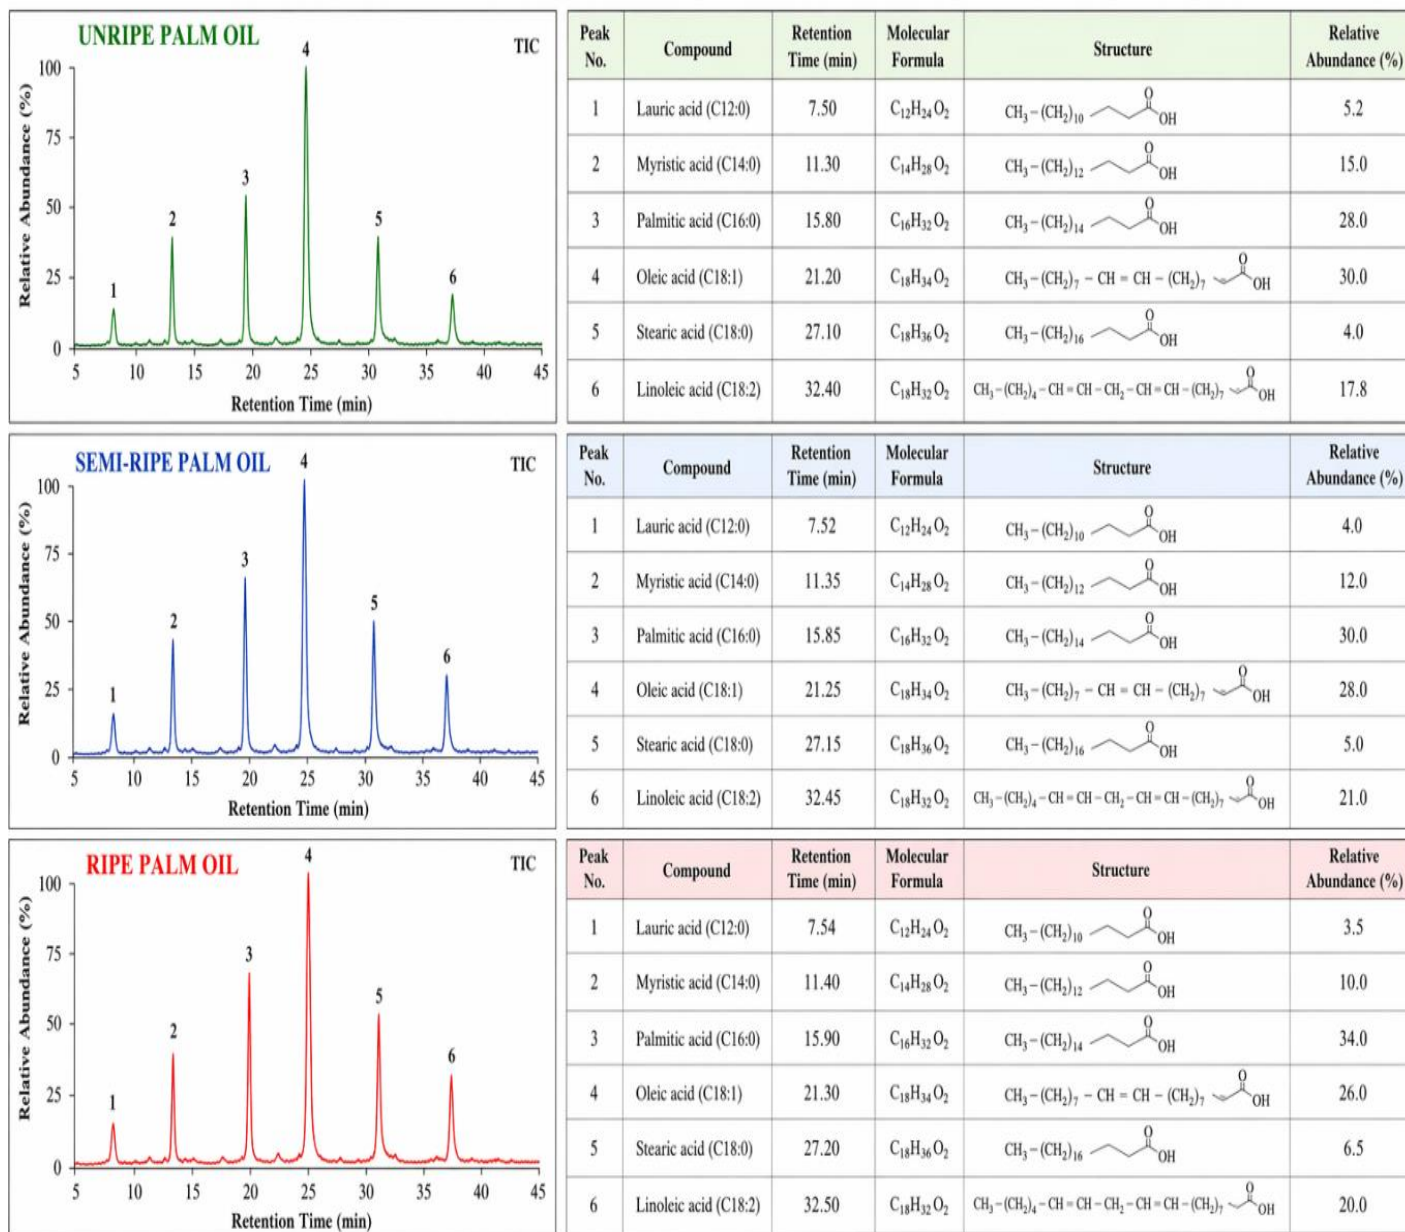 UNRIPE PALM OIL
TIC
Relative Abundance (%)
100
75
50
25
0
1
2
3
4
5
6
5 10 15 20 25 30 35 40 45
Retention Time (min)
Peak No. Compound Retention Time (min) Molecular Formula Structure Relative Abundance (%)
1 Lauric acid (C12:0) 7.50 C₁₂H₂₄O₂ CH₃–(CH₂)₁₀ O OH 5.2
2 Myristic acid (C14:0) 11.30 C₁₄H₂₈O₂ CH₃–(CH₂)₁₂ O OH 15.0
3 Palmitic acid (C16:0) 15.80 C₁₆H₃₂O₂ CH₃–(CH₂)₁₄ O OH 28.0
4 Oleic acid (C18:1) 21.20 C₁₈H₃₄O₂ CH₃–(CH₂)₇ – CH = CH – (CH₂)₇ O OH 30.0
5 Stearic acid (C18:0) 27.10 C₁₈H₃₆O₂ CH₃–(CH₂)₁₆ O OH 4.0
6 Linoleic acid (C18:2) 32.40 C₁₈H₃₂O₂ CH₃–(CH₂)₄–CH=CH–CH₂–CH=CH–(CH₂)₇ O OH 17.8
SEMI-RIPE PALM OIL
TIC
Relative Abundance (%)
100
75
50
25
0
1
2
3
4
5
6
5 10 15 20 25 30 35 40 45
Retention Time (min)
Peak No. Compound Retention Time (min) Molecular Formula Structure Relative Abundance (%)
1 Lauric acid (C12:0) 7.52 C₁₂H₂₄O₂ CH₃–(CH₂)₁₀ O OH 4.0
2 Myristic acid (C14:0) 11.35 C₁₄H₂₈O₂ CH₃–(CH₂)₁₂ O OH 12.0
3 Palmitic acid (C16:0) 15.85 C₁₆H₃₂O₂ CH₃–(CH₂)₁₄ O OH 30.0
4 Oleic acid (C18:1) 21.25 C₁₈H₃₄O₂ CH₃–(CH₂)₇ – CH = CH – (CH₂)₇ O OH 28.0
5 Stearic acid (C18:0) 27.15 C₁₈H₃₆O₂ CH₃–(CH₂)₁₆ O OH 5.0
6 Linoleic acid (C18:2) 32.45 C₁₈H₃₂O₂ CH₃–(CH₂)₄–CH=CH–CH₂–CH=CH–(CH₂)₇ O OH 21.0
RIPE PALM OIL
TIC
Relative Abundance (%)
100
75
50
25
0
1
2
3
4
5
6
5 10 15 20 25 30 35 40 45
Retention Time (min)
Peak No. Compound Retention Time (min) Molecular Formula Structure Relative Abundance (%)
1 Lauric acid (C12:0) 7.54 C₁₂H₂₄O₂ CH₃–(CH₂)₁₀ O OH 3.5
2 Myristic acid (C14:0) 11.40 C₁₄H₂₈O₂ CH₃–(CH₂)₁₂ O OH 10.0
3 Palmitic acid (C16:0) 15.90 C₁₆H₃₂O₂ CH₃–(CH₂)₁₄ O OH 34.0
4 Oleic acid (C18:1) 21.30 C₁₈H₃₄O₂ CH₃–(CH₂)₇ – CH = CH – (CH₂)₇ O OH 26.0
5 Stearic acid (C18:0) 27.20 C₁₈H₃₆O₂ CH₃–(CH₂)₁₆ O OH 6.5
6 Linoleic acid (C18:2) 32.50 C₁₈H₃₂O₂ CH₃–(CH₂)₄–CH=CH–CH₂–CH=CH–(CH₂)₇ O OH 20.0